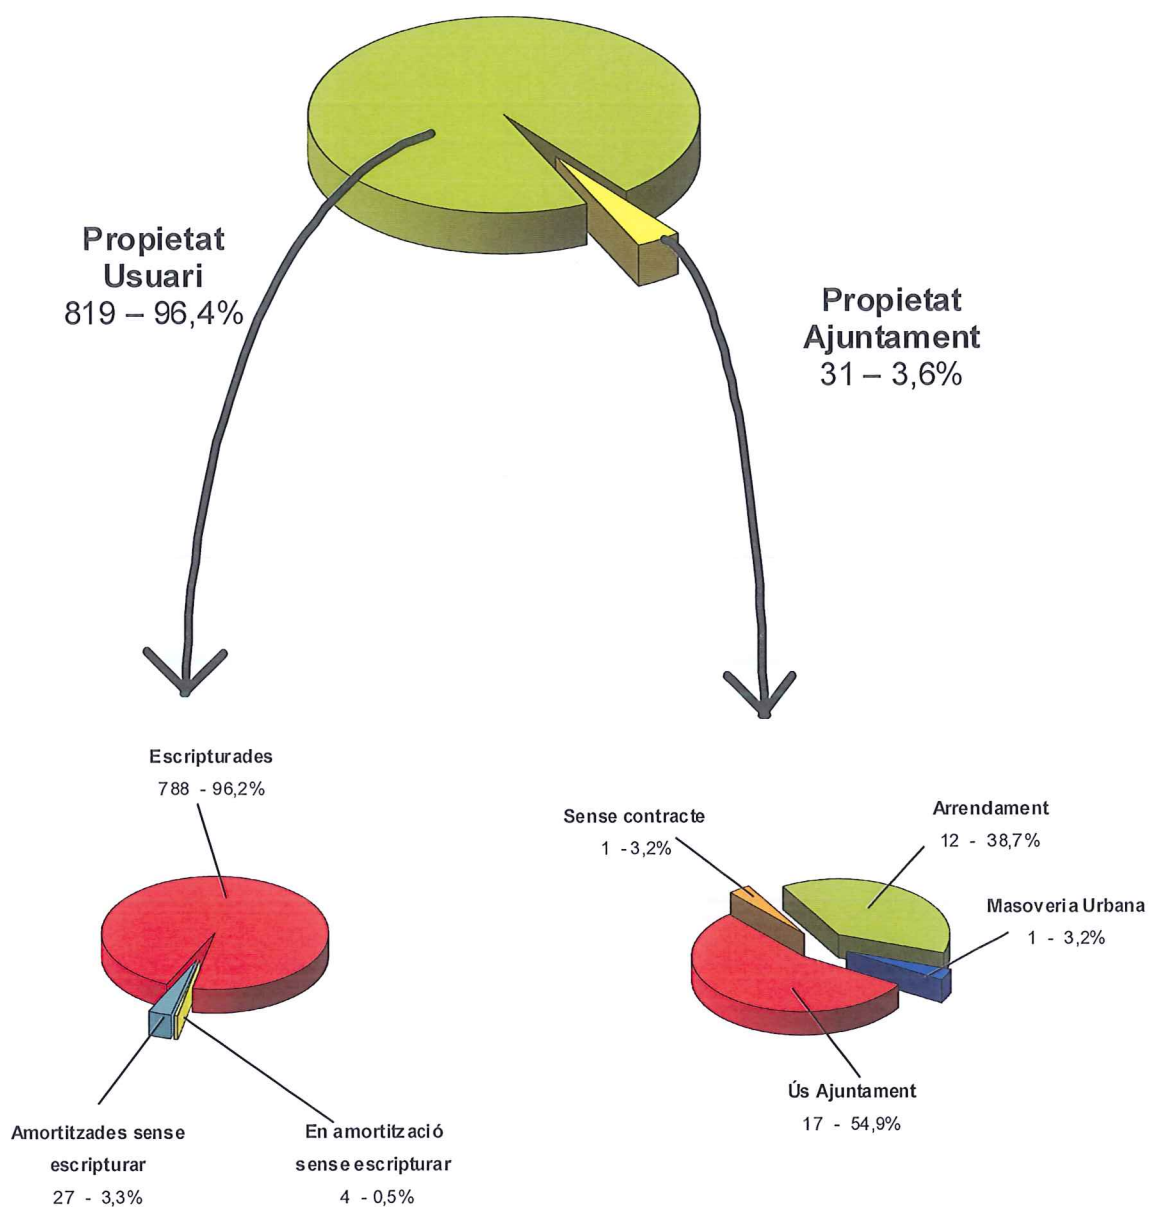 Propietat
Usuari
819 – 96,4%
Propietat
Ajuntament
31 – 3,6%
Escripturades
788 - 96,2%
Sense contracte
1 - 3,2%
Arrendament
12 - 38,7%
Masoveria Urbana
1 - 3,2%
Ús Ajuntament
17 - 54,9%
Amortitzades sense
escripturar
27 - 3,3%
En amortització
sense escripturar
4 - 0,5%